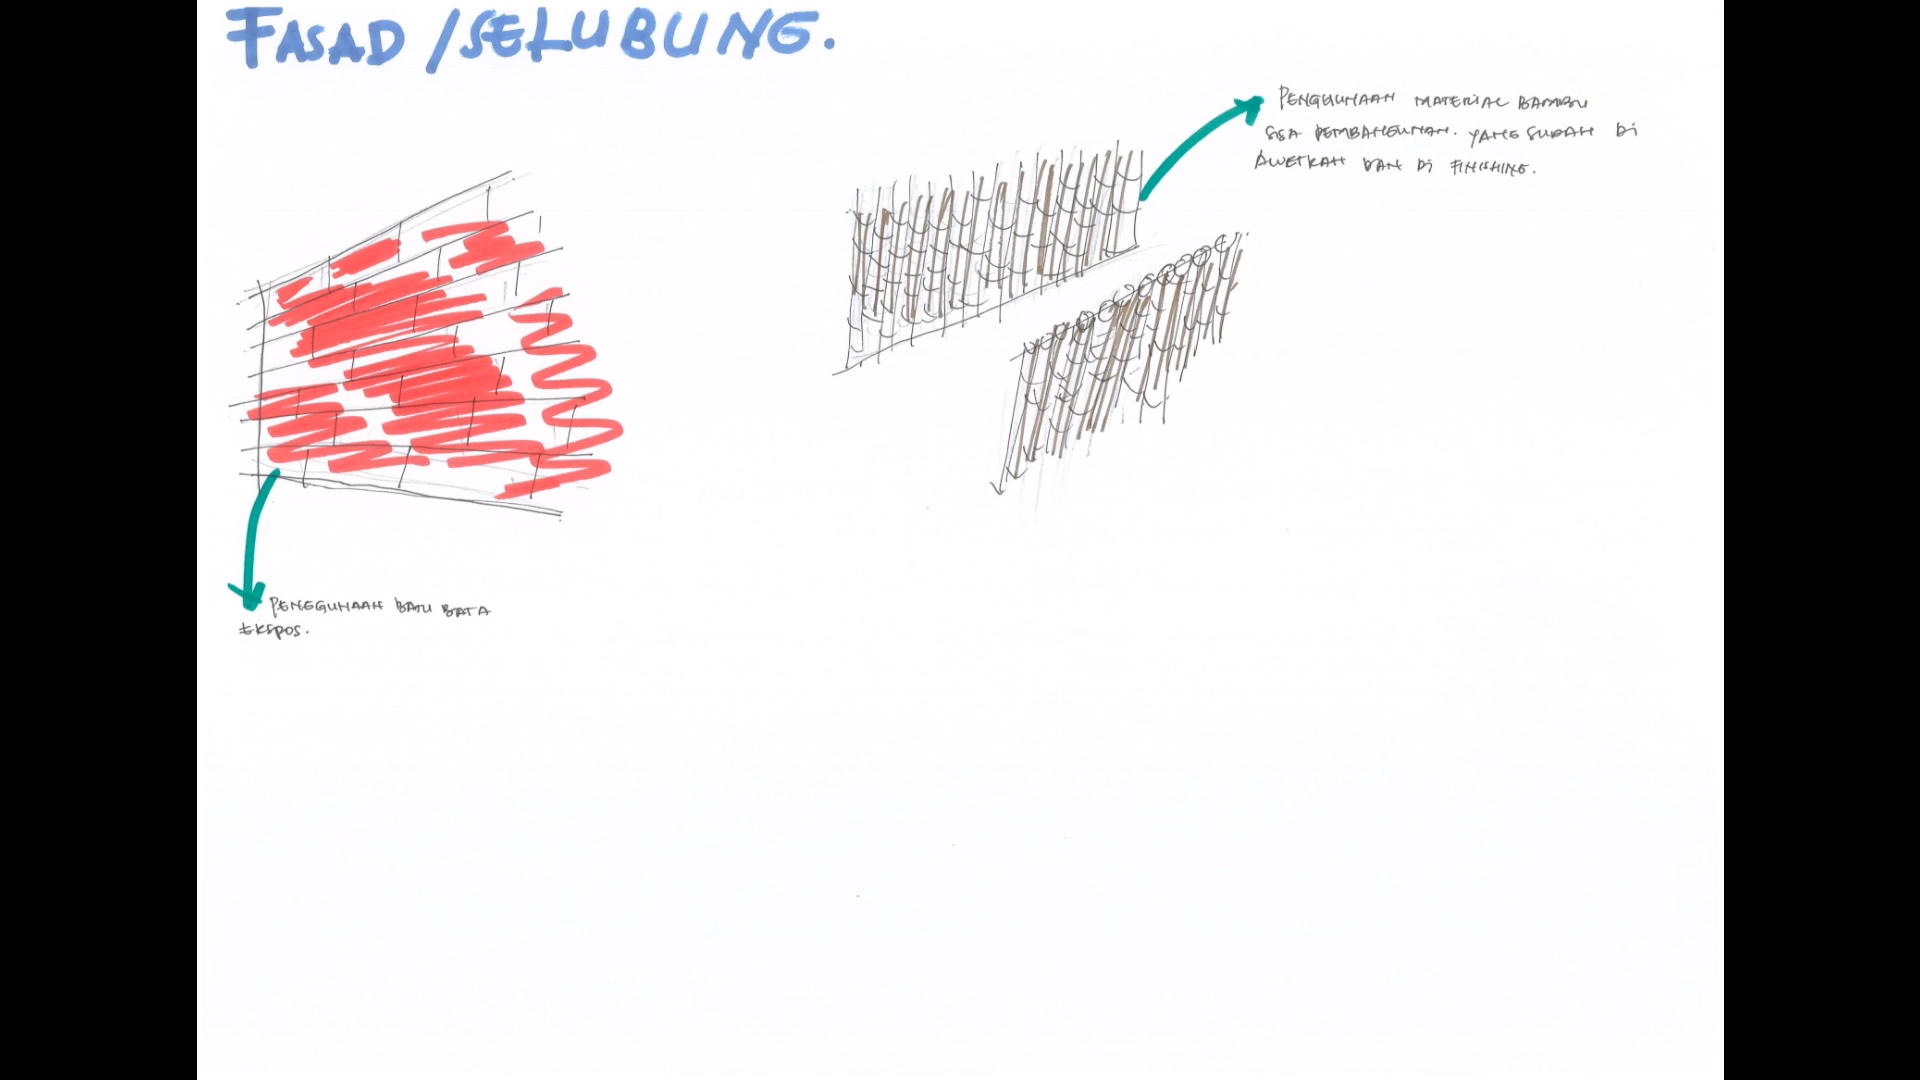 FASAD / SELUBUNG.
PENGGUNAAN MATERIAL BAMBU
SISA PEMBANGUNAN. YANG SUDAH DI
AWETKAN DAN DI FINISHING.
PENGGUNAAN BATU BATA
EKSPOS.